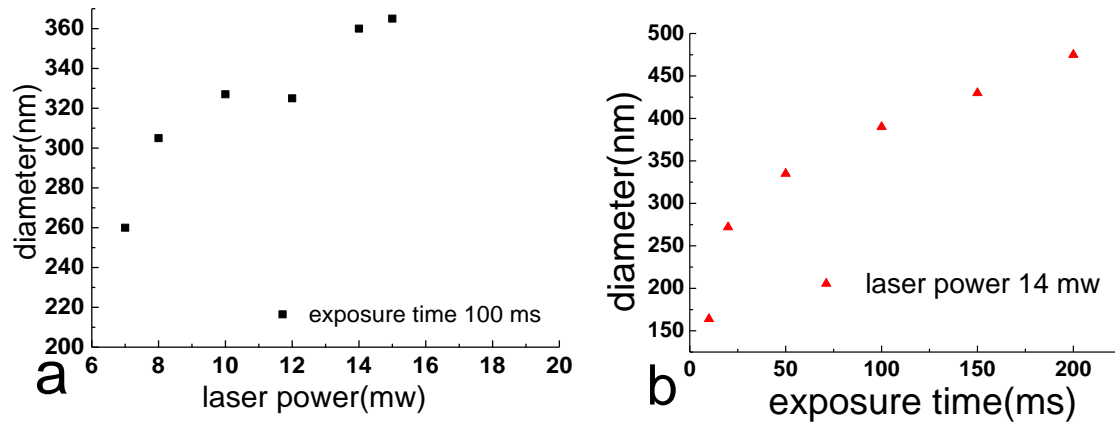 360
340
320
300
280
260
240
220
200
diameter(nm)
exposure time 100 ms
6 8 10 12 14 16 18 20
laser power(mw)
a
500
450
400
350
300
250
200
150
diameter(nm)
laser power 14 mw
0 50 100 150 200
exposure time(ms)
b